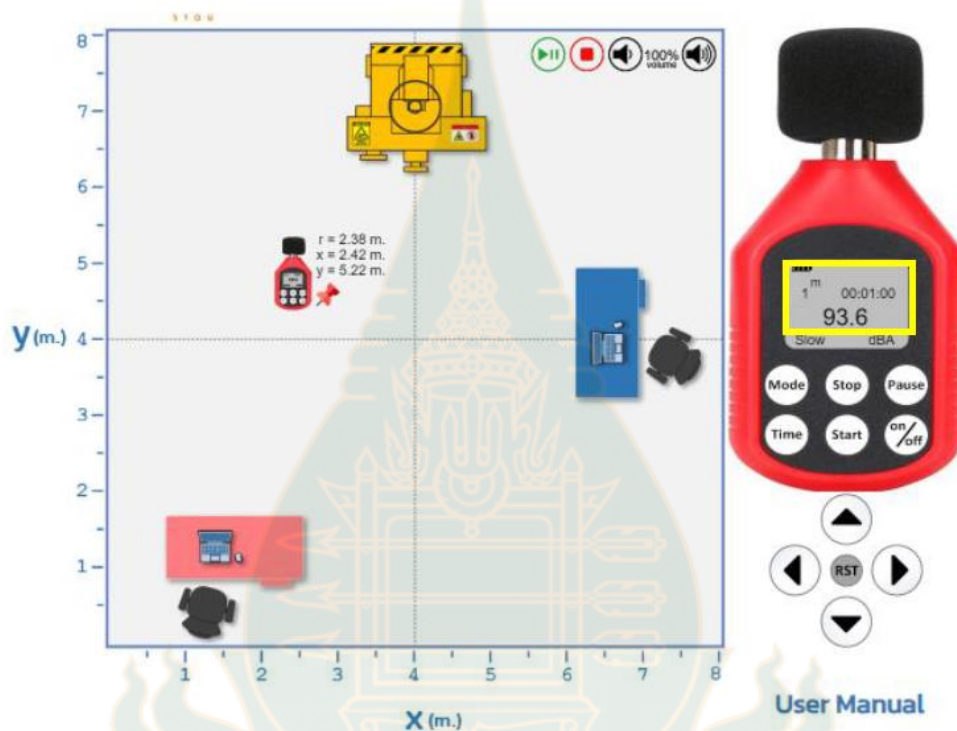 STOU
8
7
6
5
4
3
2
1
y (m.)
1 2 3 4 5 6 7 8
X (m.)
100%
volume
r = 2.38 m.
x = 2.42 m.
y = 5.22 m.
1 m 00:01:00
93.6
Slow dBA
Mode Stop Pause
Time Start on/off
RST
User Manual